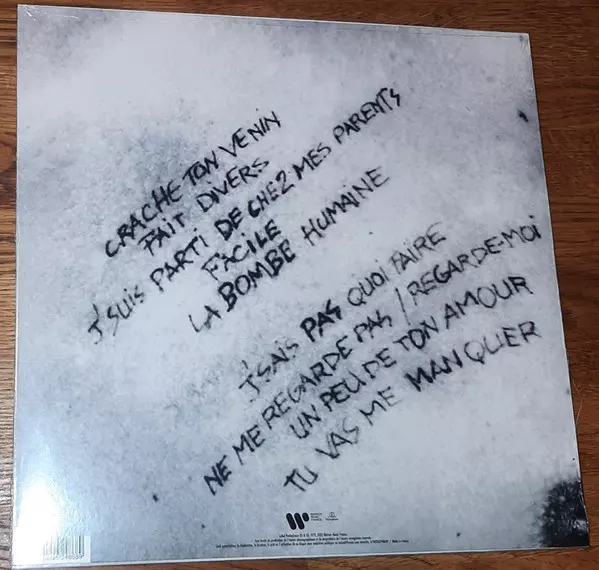 CRACHE TON VENIN
FAIT DIVERS
J'SUIS PARTI DE CHEZ MES PARENTS
FACILE
LA BOMBE HUMAINE
J'SAIS PAS QUOI FAIRE
NE ME REGARDE PAS / REGARDE-MOI
UN PEU DE TON AMOUR
TU VAS ME MANQUER